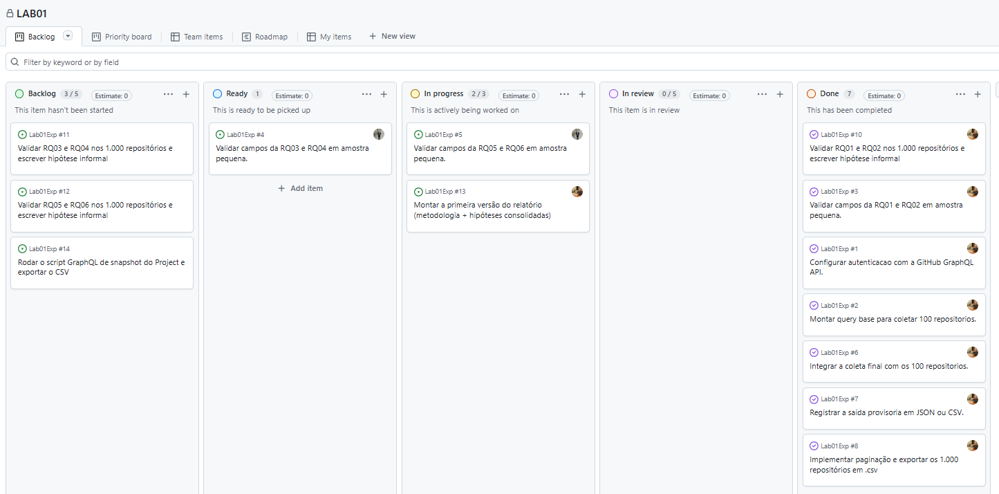 LAB01
Backlog
Priority board
Team items
Roadmap
My items
New view
Filter by keyword or by field
Backlog 3 / 5 Estimate: 0
This item hasn't been started
Lab01Exp #11
Validar RQ03 e RQ04 nos 1.000 repositórios e
escrever hipótese informal
Lab01Exp #12
Validar RQ05 e RQ06 nos 1.000 repositórios e
escrever hipótese informal
Lab01Exp #14
Rodar o script GraphQL de snapshot do Project e
exportar o CSV
Ready 1 Estimate: 0
This is ready to be picked up
Lab01Exp #4
Validar campos da RQ03 e RQ04 em amostra
pequena.
Add item
In progress 2 / 3 Estimate: 0
This is actively being worked on
Lab01Exp #5
Validar campos da RQ05 e RQ06 em amostra
pequena.
Lab01Exp #13
Montar a primeira versão do relatório
(metodologia + hipóteses consolidadas)
In review 0 / 5 Estimate: 0
This item is in review
Done 7 Estimate: 0
This has been completed
Lab01Exp #10
Validar RQ01 e RQ02 nos 1.000 repositórios e
escrever hipótese informal
Lab01Exp #3
Validar campos da RQ01 e RQ02 em amostra
pequena.
Lab01Exp #1
Configurar autenticacao com a GitHub GraphQL
API.
Lab01Exp #2
Montar query base para coletar 100 repositorios.
Lab01Exp #6
Integrar a coleta final com os 100 repositorios.
Lab01Exp #7
Registrar a saida provisoria em JSON ou CSV.
Lab01Exp #8
Implementar paginação e exportar os 1.000
repositórios em .csv